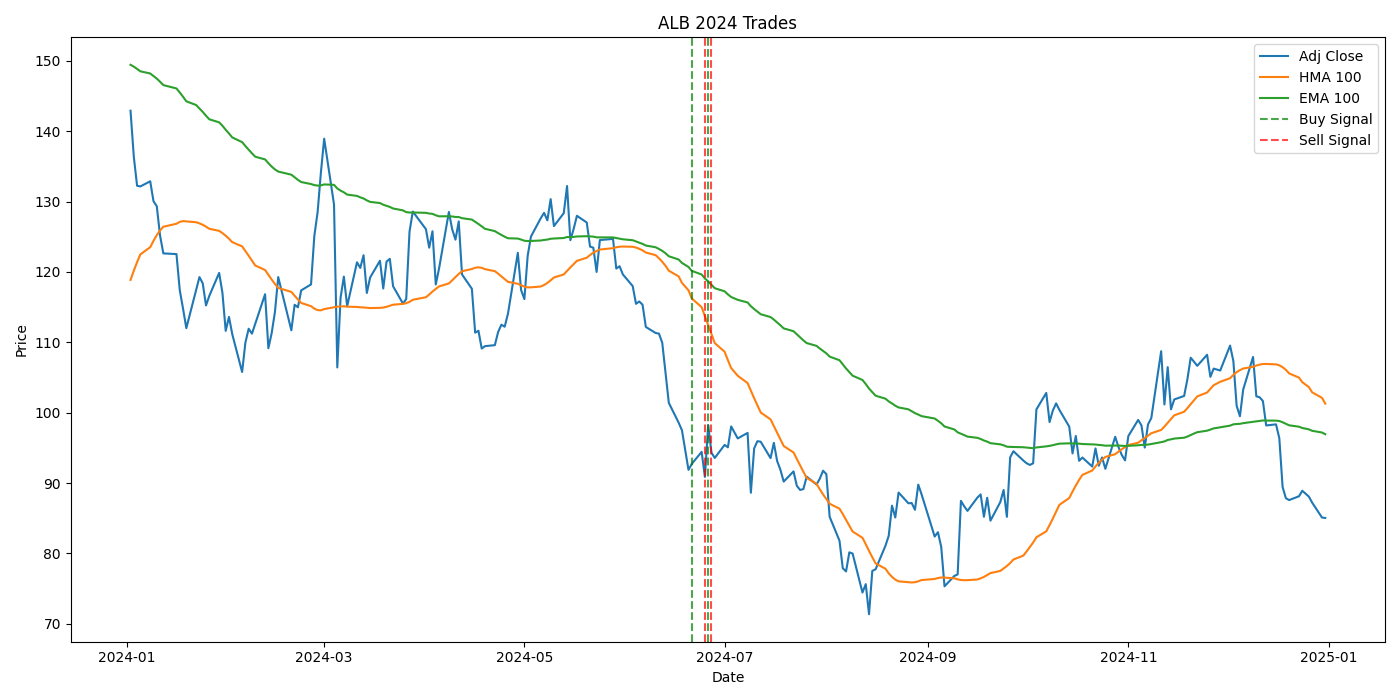 ALB 2024 Trades
Adj Close
HMA 100
EMA 100
Buy Signal
Sell Signal
Price
150
140
130
120
110
100
90
80
70
2024-01
2024-03
2024-05
2024-07
2024-09
2024-11
2025-01
Date